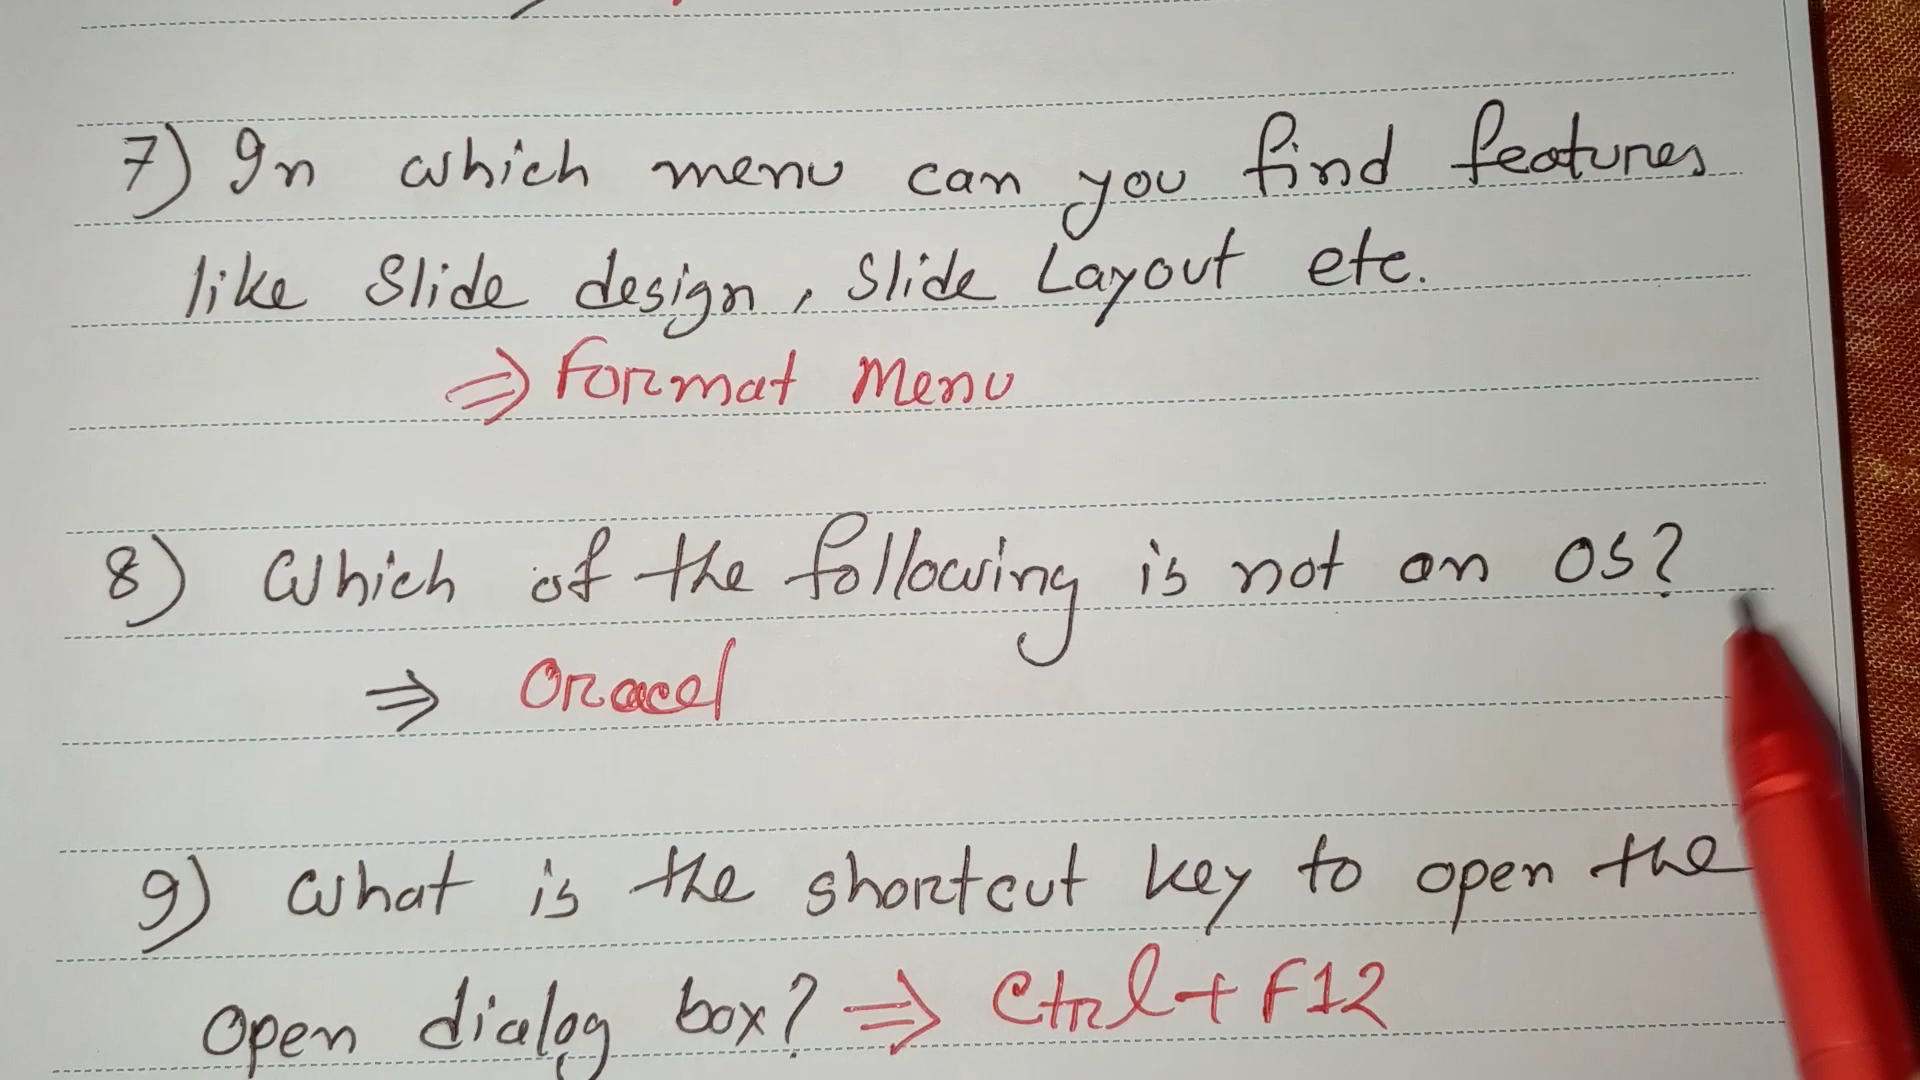 7) In which menu can you find features
like Slide design, Slide Layout etc.
⇒ Format Menu
8) Which of the following is not an OS?
⇒ Oracel
9) What is the shortcut key to open the
Open dialog box? ⇒ Ctrl + F12